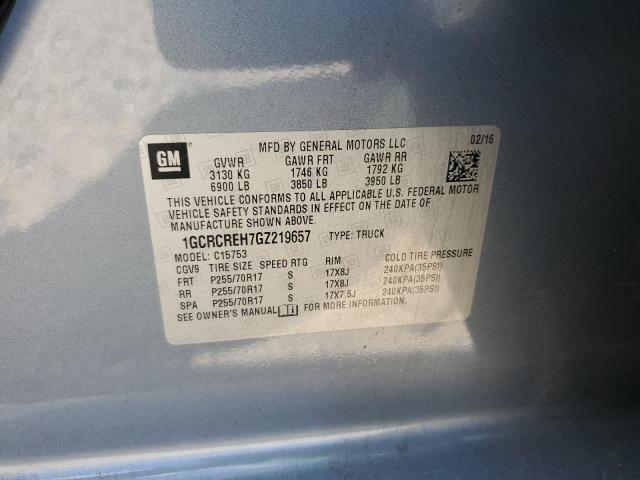 GM
MFD BY GENERAL MOTORS LLC 02/16
GVWR GAWR FRT GAWR RR
3130 KG 1746 KG 1792 KG
6900 LB 3850 LB 3950 LB
THIS VEHICLE CONFORMS TO ALL APPLICABLE U.S. FEDERAL MOTOR
VEHICLE SAFETY STANDARDS IN EFFECT ON THE DATE OF
MANUFACTURE SHOWN ABOVE.
1GCRCREH7GZ219657 TYPE: TRUCK
MODEL: C15753
CGV9 TIRE SIZE SPEED RTG RIM COLD TIRE PRESSURE
FRT P255/70R17 S 17X8J 240KPA(35PSI)
RR P255/70R17 S 17X8J 240KPA(35PSI)
SPA P255/70R17 S 17X7.5J 240KPA(35PSI)
SEE OWNER'S MANUAL FOR MORE INFORMATION.